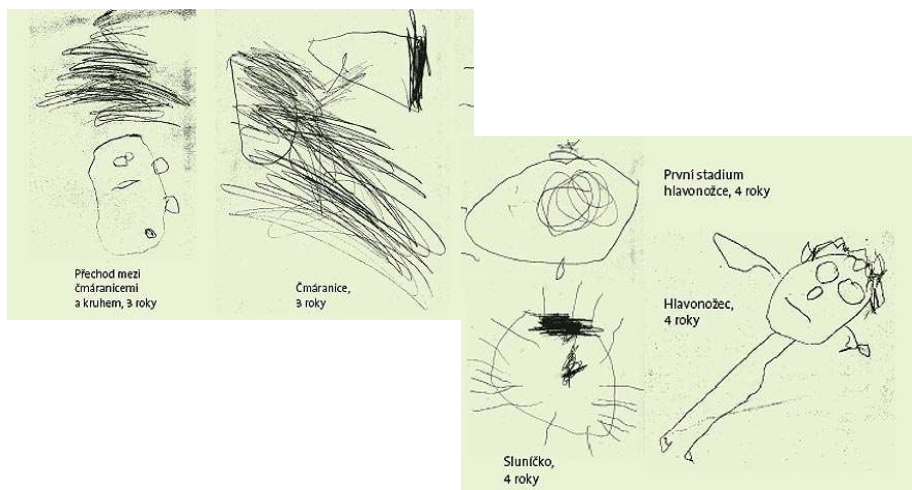 Přechod mezi
čmáranicemi
a kruhem, 3 roky
Čmáranice,
3 roky
První stadium
hlavonožce, 4 roky
Hlavonožec,
4 roky
Sluníčko,
4 roky